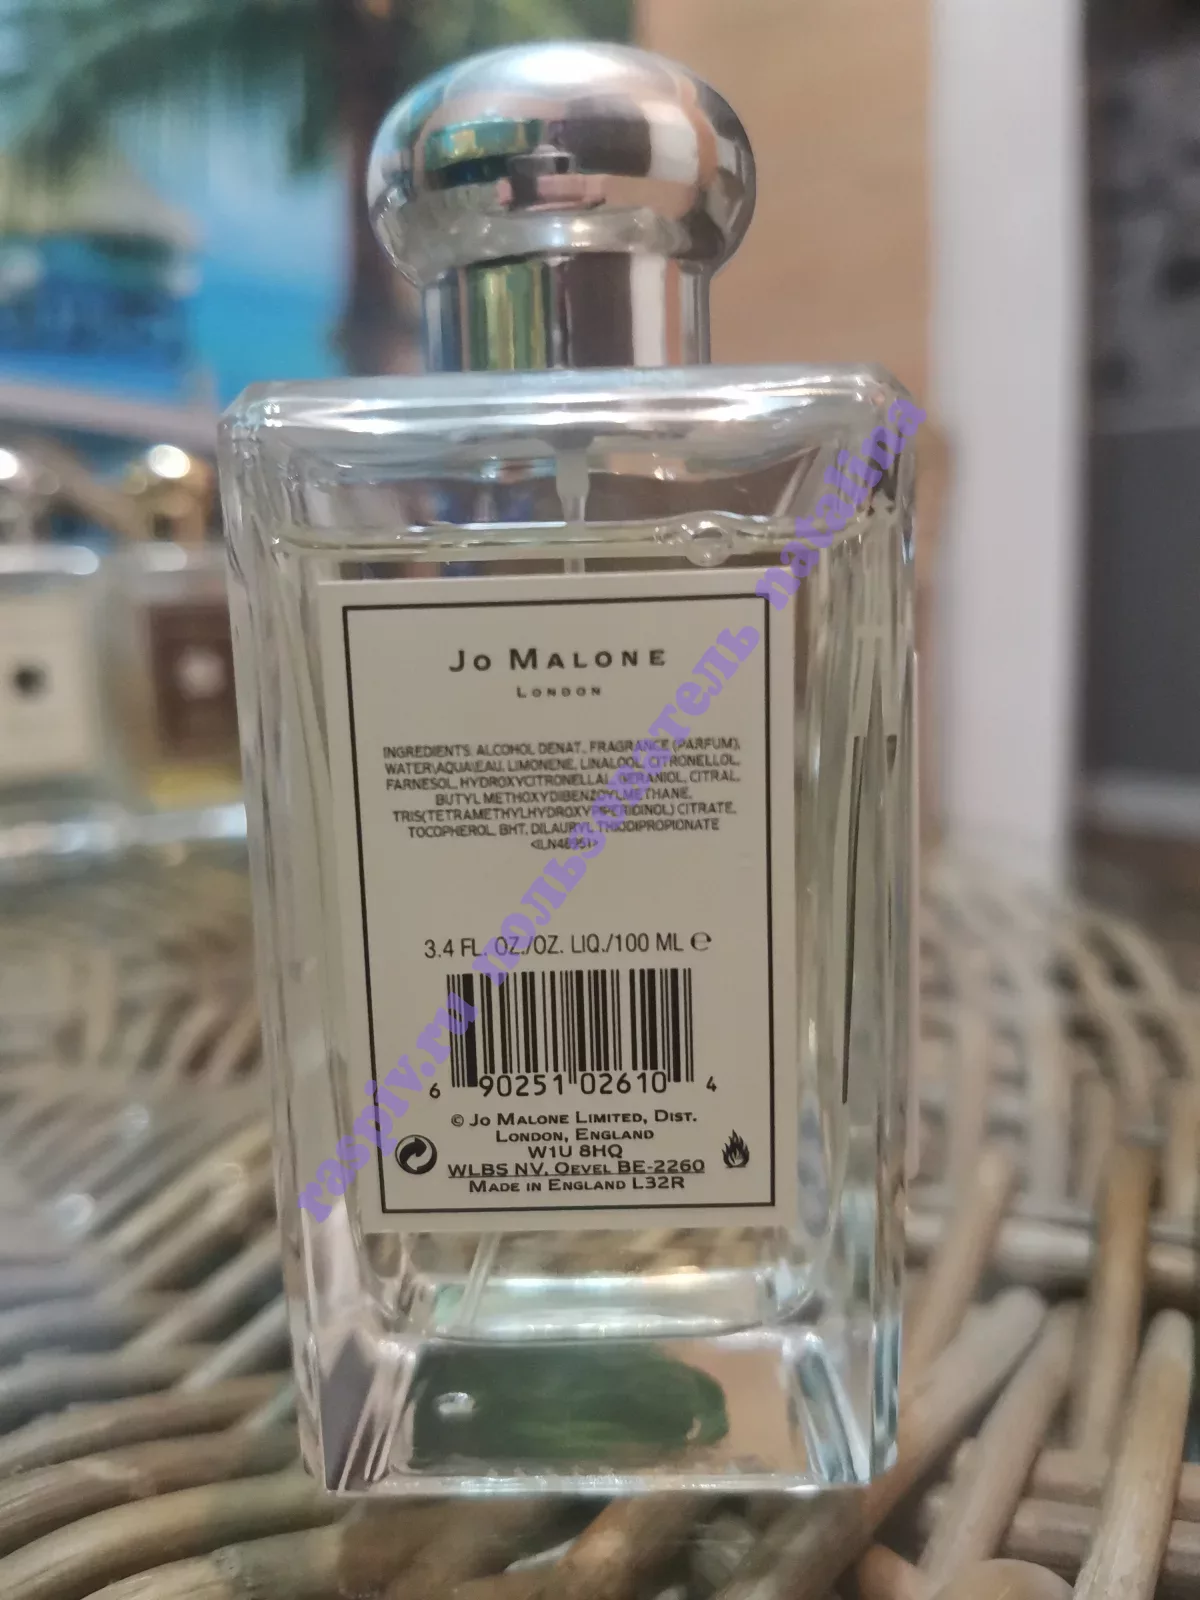 Jo Malone
London
INGREDIENTS: ALCOHOL DENAT., FRAGRANCE (PARFUM),
WATER\AQUA\EAU, LIMONENE, LINALOOL, CITRONELLOL,
FARNESOL, HYDROXYCITRONELLAL, GERANIOL, CITRAL,
BUTYL METHOXYDIBENZOYLMETHANE,
TRIS(TETRAMETHYLHYDROXYPIPERIDINOL) CITRATE,
TOCOPHEROL, BHT, DILAURYL THIODIPROPIONATE
<ILN48951>
3.4 FL. OZ./OZ. LIQ./100 ML ℮
6 90251 02610 4
© Jo Malone Limited, Dist.
London, England
W1U 8HQ
WLBS NV, Oevel BE-2260
Made in England L32R
raspiv.ru пользователь natalina